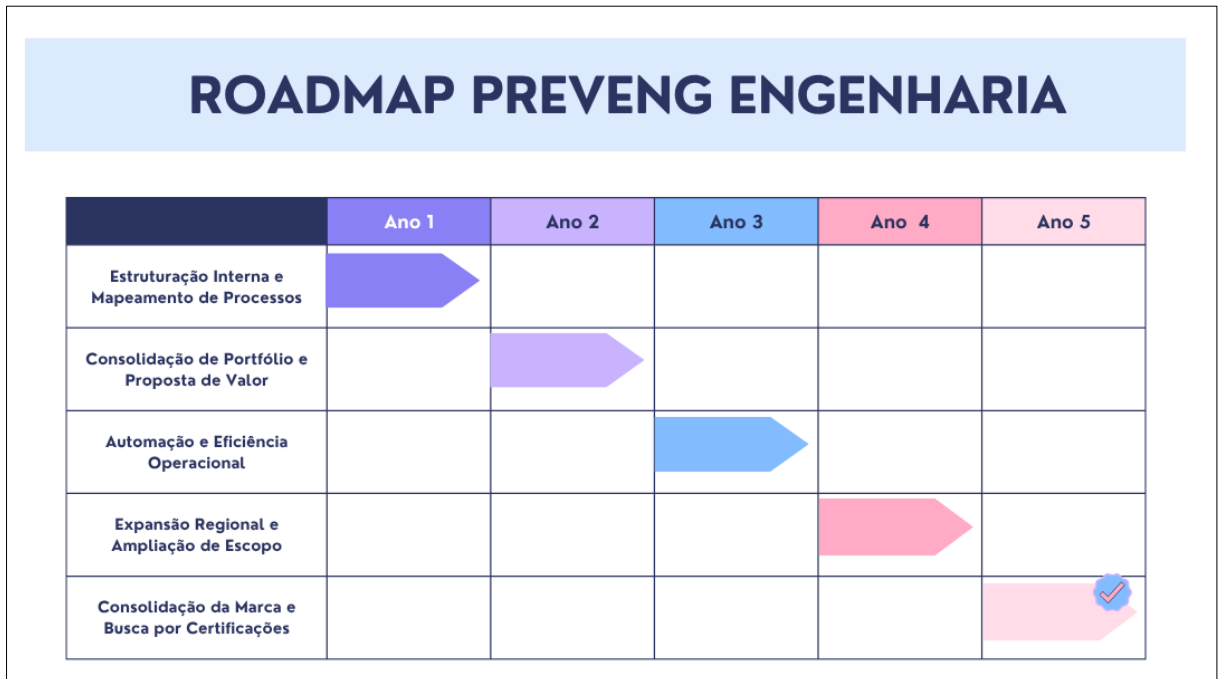 ROADMAP PREVENG ENGENHARIA
Ano 1
Ano 2
Ano 3
Ano 4
Ano 5
Estruturação Interna e
Mapeamento de Processos
Consolidação de Portfólio e
Proposta de Valor
Automação e Eficiência
Operacional
Expansão Regional e
Ampliação de Escopo
Consolidação da Marca e
Busca por Certificações